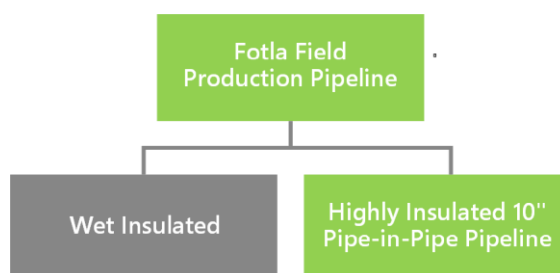 Fotla Field
Production Pipeline
Wet Insulated
Highly Insulated 10"
Pipe-in-Pipe Pipeline